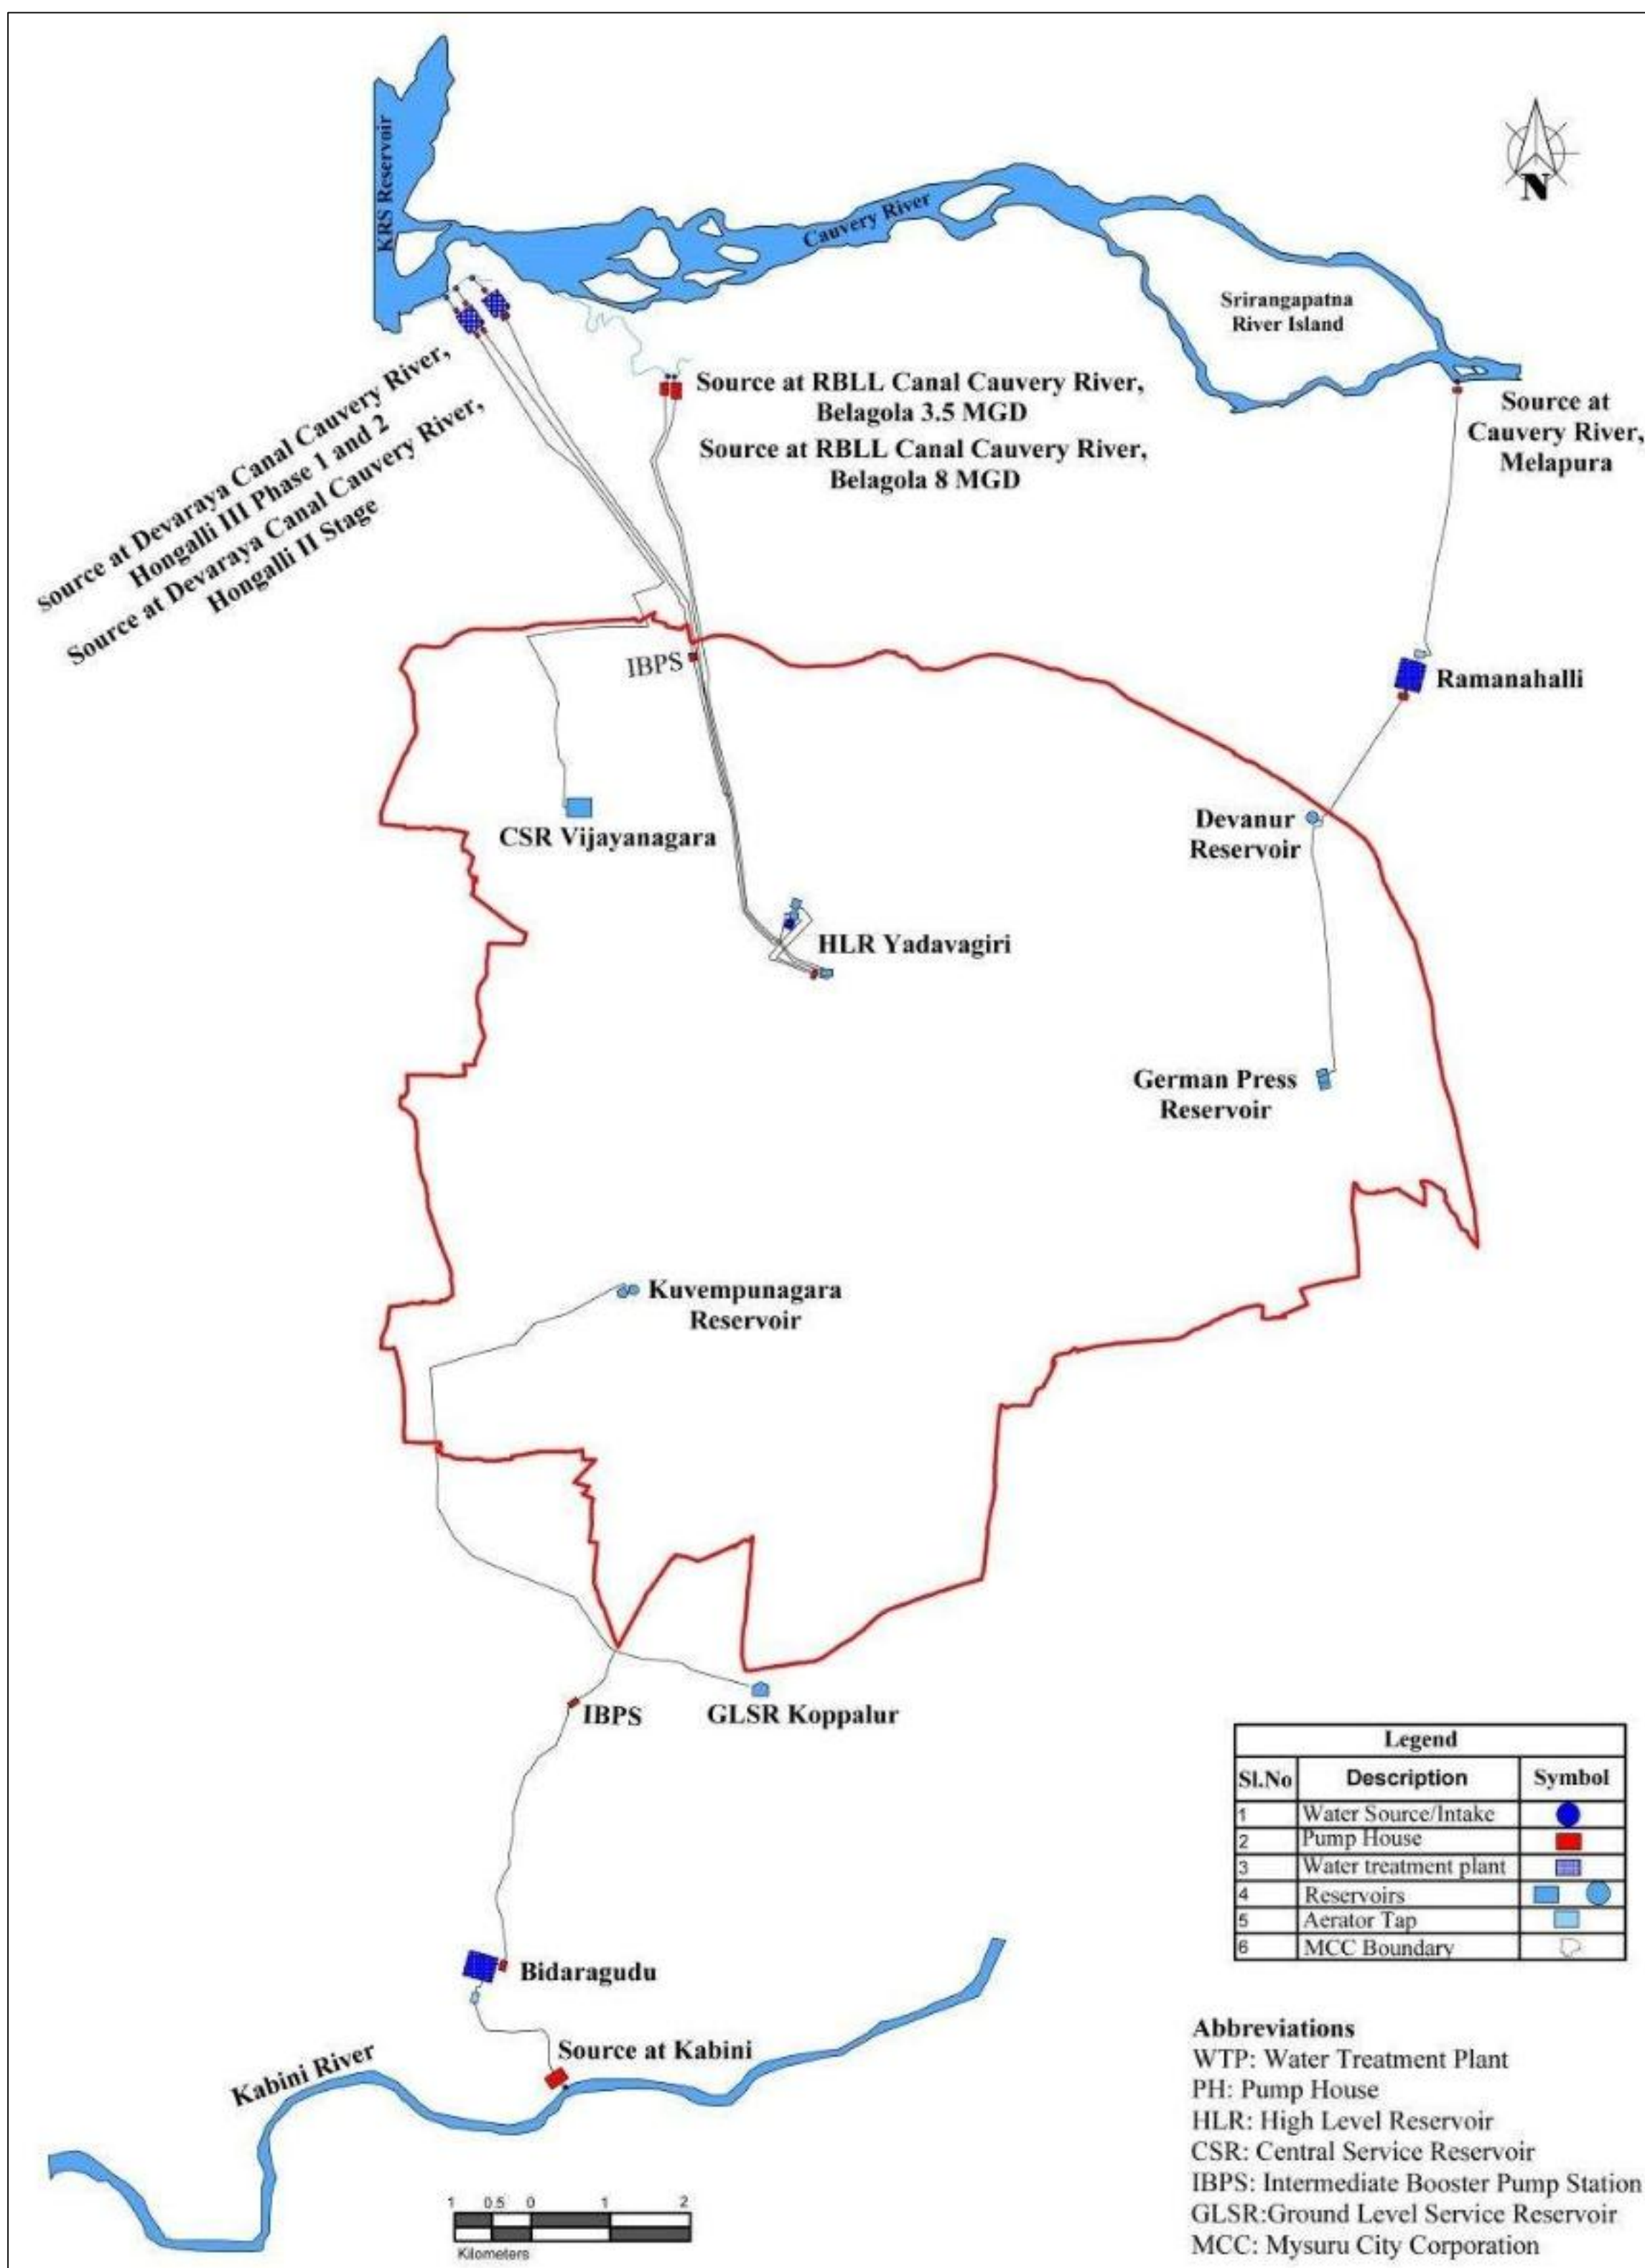 KRS Reservoir
Cauvery River
N
Srirangapatna
River Island
Source at Devaraya Canal Cauvery River,
Hongalli III Phase 1 and 2
Source at Devaraya Canal Cauvery River,
Hongalli II Stage
Source at RBLL Canal Cauvery River,
Belagola 3.5 MGD
Source at RBLL Canal Cauvery River,
Belagola 8 MGD
Source at
Cauvery River,
Melapura
IBPS
Ramanahalli
CSR Vijayanagara
Devanur
Reservoir
HLR Yadavagiri
German Press
Reservoir
Kuvempunagara
Reservoir
IBPS
GLSR Koppalur
Bidaragudu
Source at Kabini
Kabini River
1 0.5 0 1 2
Kilometers
Legend
Sl.No Description Symbol
1 Water Source/Intake
2 Pump House
3 Water treatment plant
4 Reservoirs
5 Aerator Tap
6 MCC Boundary
Abbreviations
WTP: Water Treatment Plant
PH: Pump House
HLR: High Level Reservoir
CSR: Central Service Reservoir
IBPS: Intermediate Booster Pump Station
GLSR:Ground Level Service Reservoir
MCC: Mysuru City Corporation